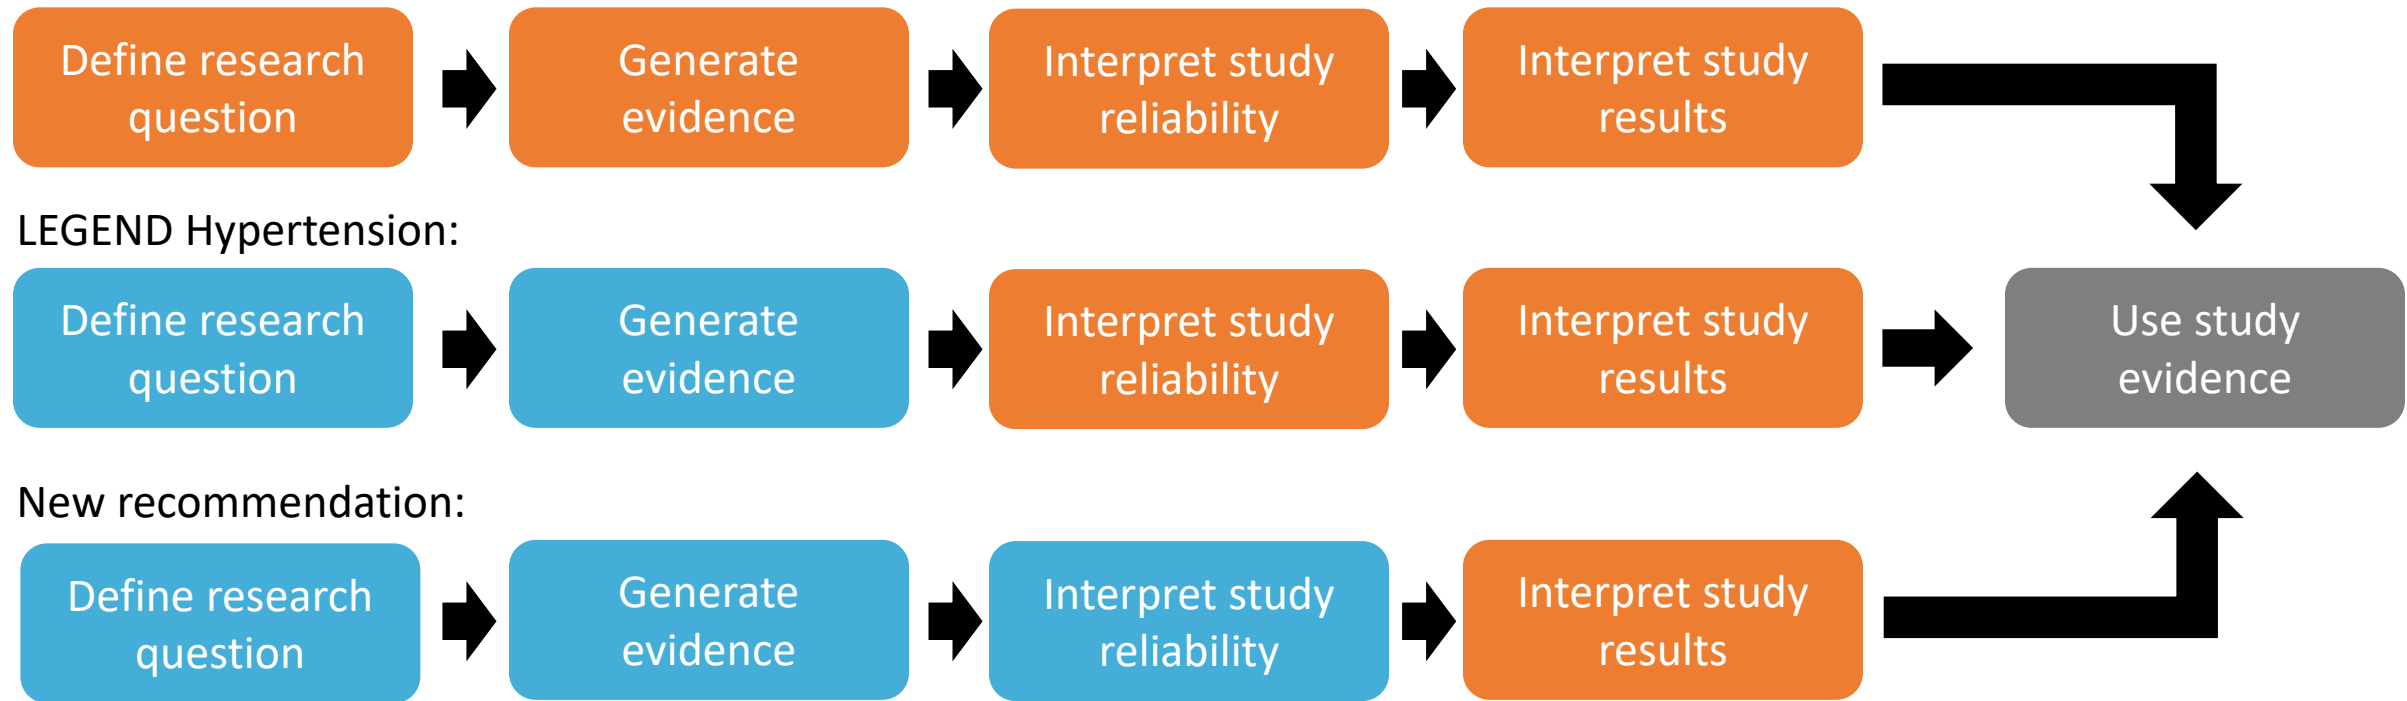 Define research
question
Generate
evidence
Interpret study
reliability
Interpret study
results
LEGEND Hypertension:
Define research
question
Generate
evidence
Interpret study
reliability
Interpret study
results
Use study
evidence
New recommendation:
Define research
question
Generate
evidence
Interpret study
reliability
Interpret study
results